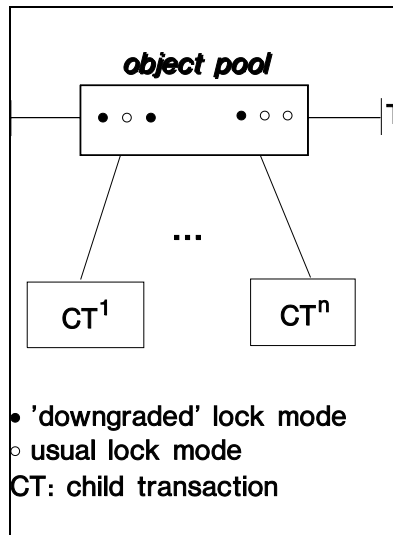 object pool
T
...
CT1
CTn
'downgraded' lock mode
usual lock mode
CT: child transaction